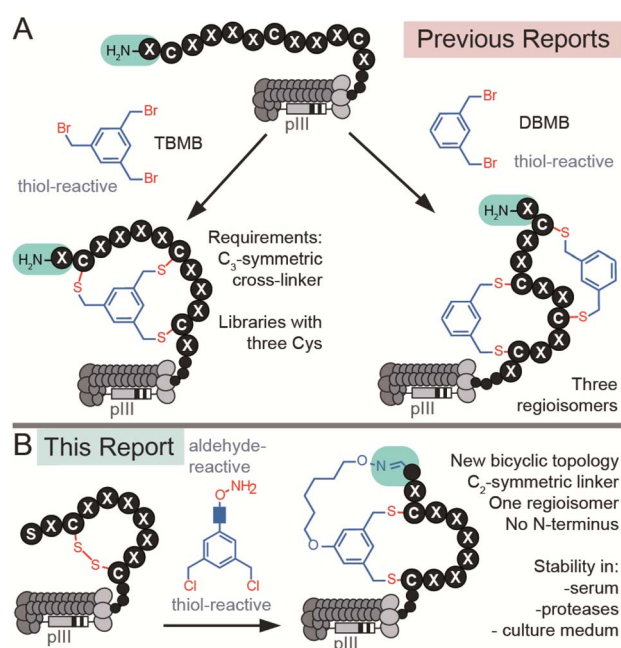 A
H₂N
X C X X X X C X X X C X
Previous Reports
pIII
Br
Br
Br
TBMB
thiol-reactive
Br
Br
DBMB
thiol-reactive
H₂N
X C X X X X C X X X C X
S
S
S
pIII
Requirements:
C₃-symmetric
cross-linker
Libraries with
three Cys
H₂N
X C X X C X X C X X C X
S
S
S
S
pIII
Three
regioisomers
B
This Report
S X C X X X X X C
S
S
pIII
aldehyde-
reactive
O
NH₂
Cl
Cl
thiol-reactive
O
N
O
S
S
X C X X X X X C
pIII
New bicyclic topology
C₂-symmetric linker
One regioisomer
No N-terminus
Stability in:
-serum
-proteases
- culture medum